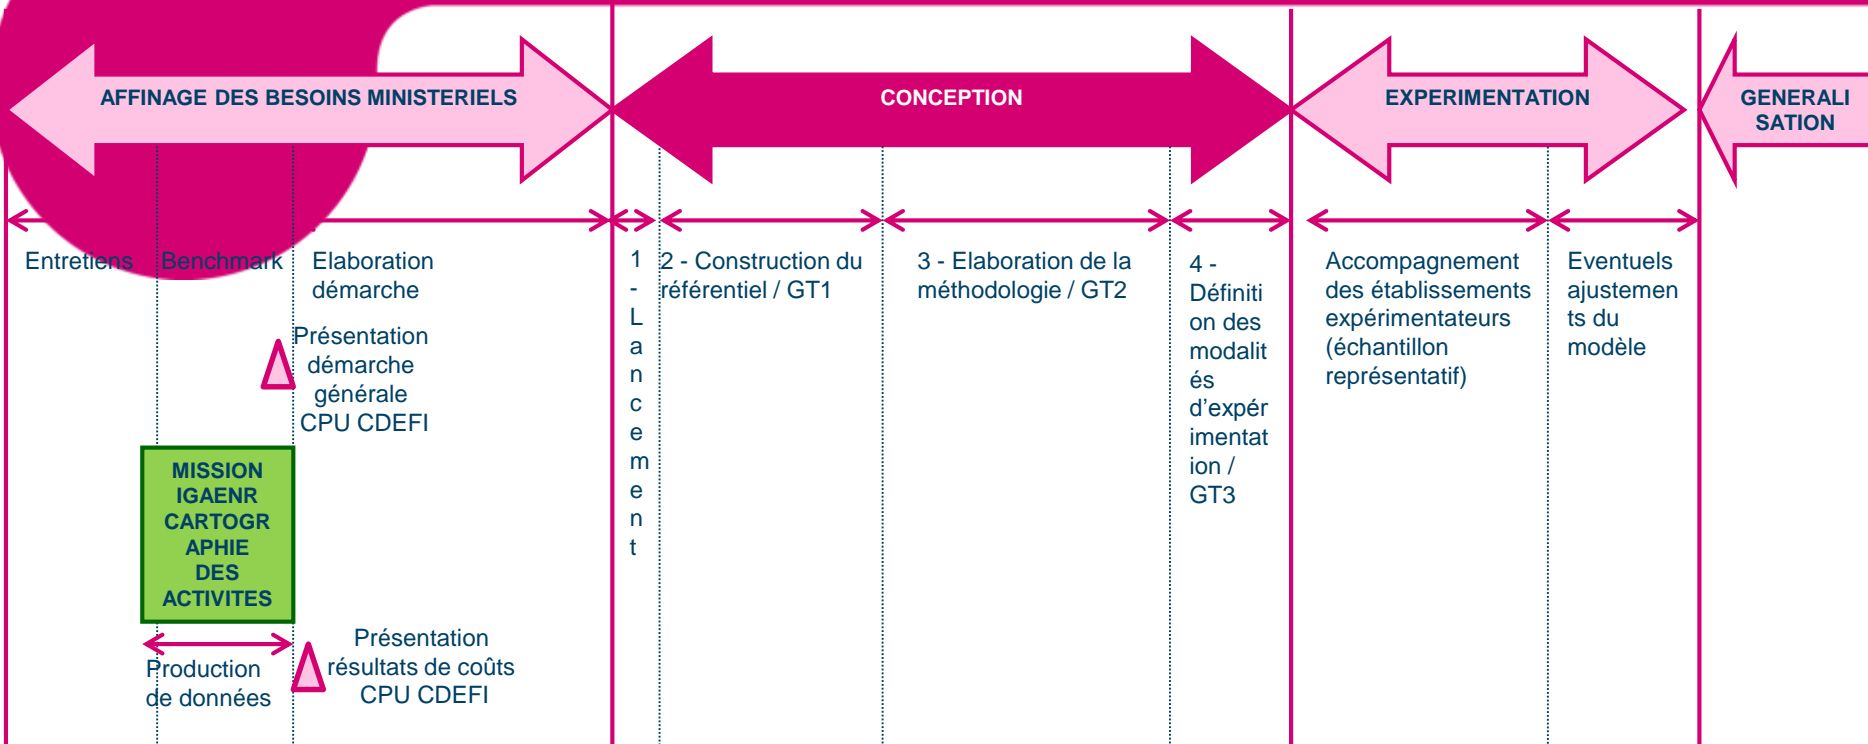 AFFINAGE DES BESOINS MINISTERIELS
CONCEPTION
EXPERIMENTATION
GENERALI
SATION
Entretiens
Benchmark
Elaboration
démarche
Présentation
démarche
générale
CPU CDEFI
MISSION
IGAENR
CARTOGR
APHIE
DES
ACTIVITES
Production
de données
Présentation
résultats de coûts
CPU CDEFI
1
-
L
a
n
c
e
m
e
n
t
2 - Construction du
référentiel / GT1
3 - Elaboration de la
méthodologie / GT2
4 -
Définiti
on des
modalit
és
d’expér
imentat
ion /
GT3
Accompagnement
des établissements
expérimentateurs
(échantillon
représentatif)
Eventuels
ajustemen
ts du
modèle